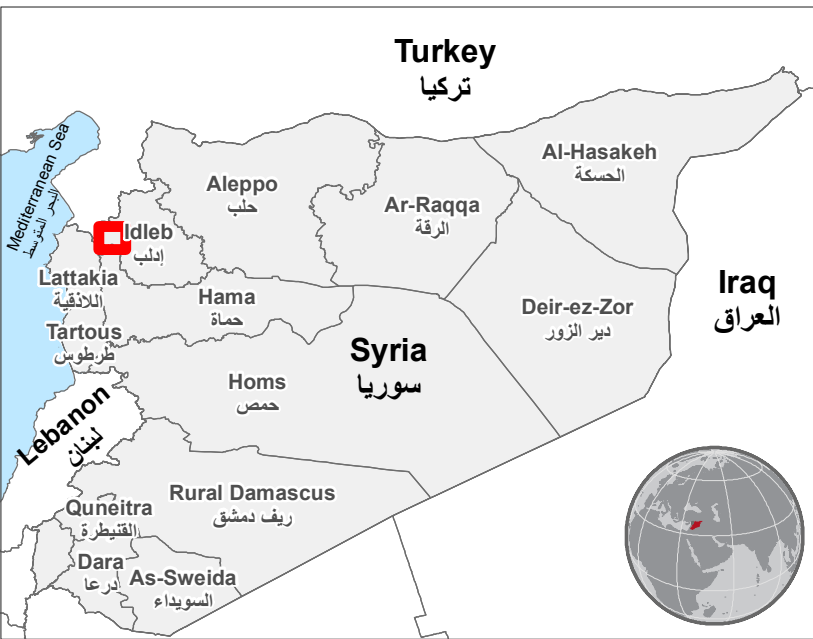 Turkey
تركيا
Mediterranean Sea
البحر المتوسط
Al-Hasakeh
الحسكة
Aleppo
حلب
Ar-Raqqa
الرقة
Idleb
إدلب
Lattakia
اللاذقية
Hama
حماة
Deir-ez-Zor
دير الزور
Iraq
العراق
Tartous
طرطوس
Syria
سوريا
Homs
حمص
Lebanon
لبنان
Rural Damascus
ريف دمشق
Quneitra
القنيطرة
Dara
درعا
As-Sweida
السويداء